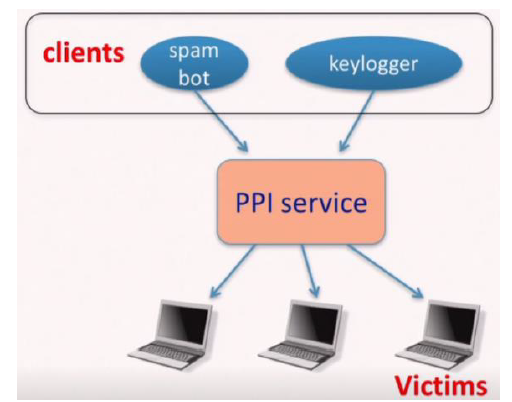 clients
spam
bot
keylogger
PPI service
Victims